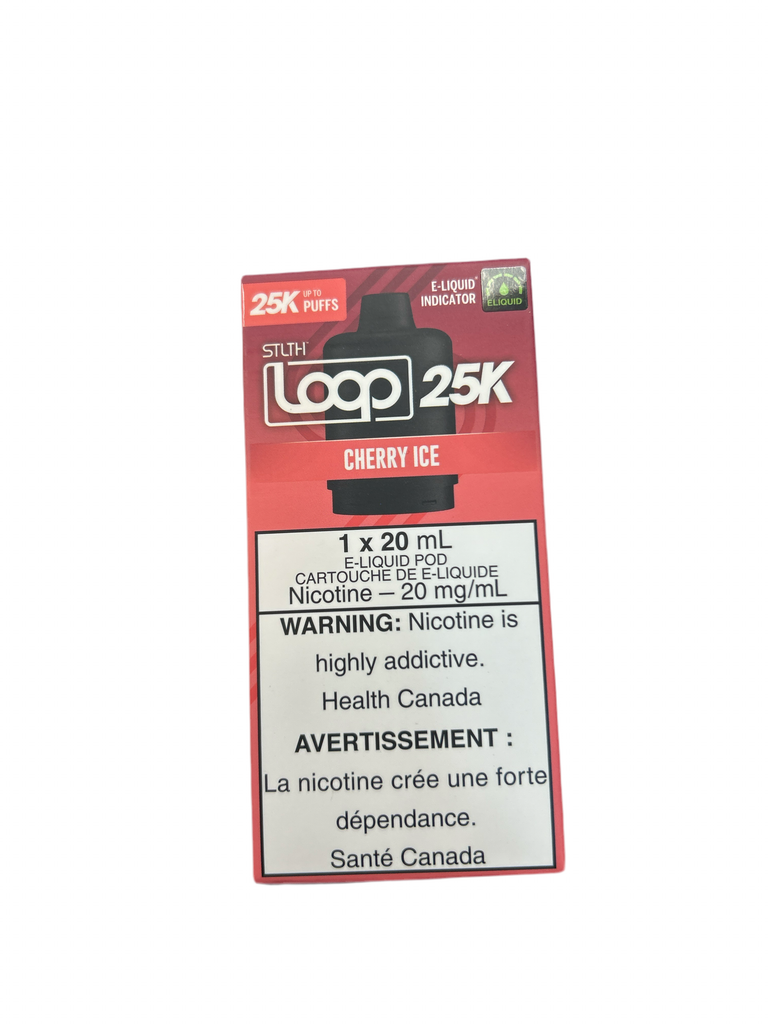 25K UP TO PUFFS
E-LIQUID
INDICATOR
ELIQUID
STLTH
LOOP 25K
CHERRY ICE
1 x 20 mL
E-LIQUID POD
CARTOUCHE DE E-LIQUIDE
Nicotine – 20 mg/mL
WARNING: Nicotine is
highly addictive.
Health Canada
AVERTISSEMENT :
La nicotine crée une forte
dépendance.
Santé Canada